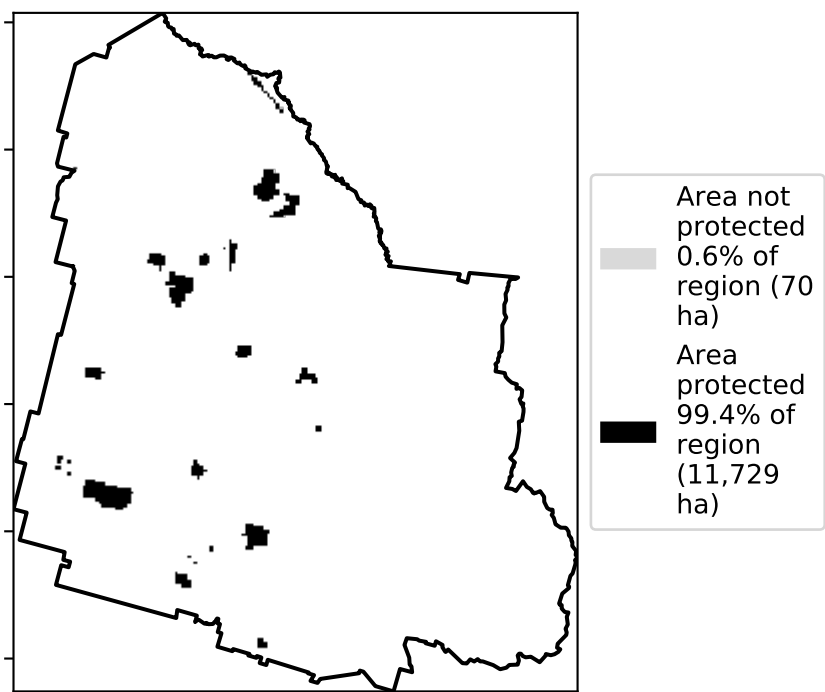 Area not
protected
0.6% of
region (70
ha)
Area
protected
99.4% of
region
(11,729
ha)